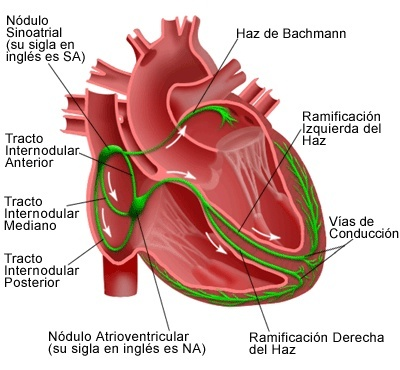 Nódulo
Sinoatrial
(su sigla en
inglés es SA)
Haz de Bachmann
Ramificación
Izquierda del
Haz
Tracto
Internodular
Anterior
Tracto
Internodular
Mediano
Vías de
Conducción
Tracto
Internodular
Posterior
Nódulo Atrioventricular
(su sigla en inglés es NA)
Ramificación Derecha
del Haz